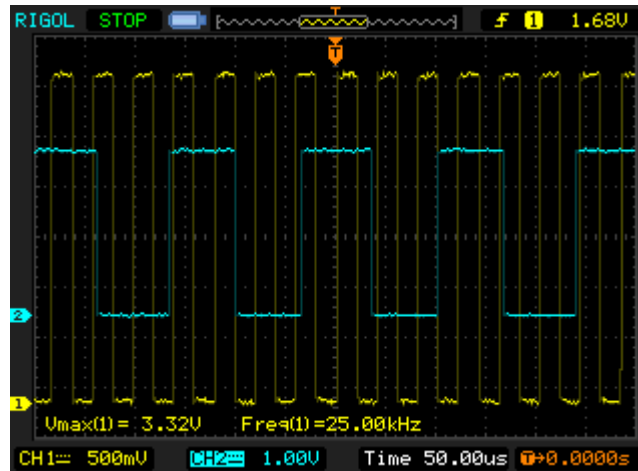 RIGOL STOP T f 1 1.68V
T
2
1
Vmax(1)= 3.32V Freq(1)=25.00kHz
CH1 500mV CH2 1.00V Time 50.00us T→0.0000s